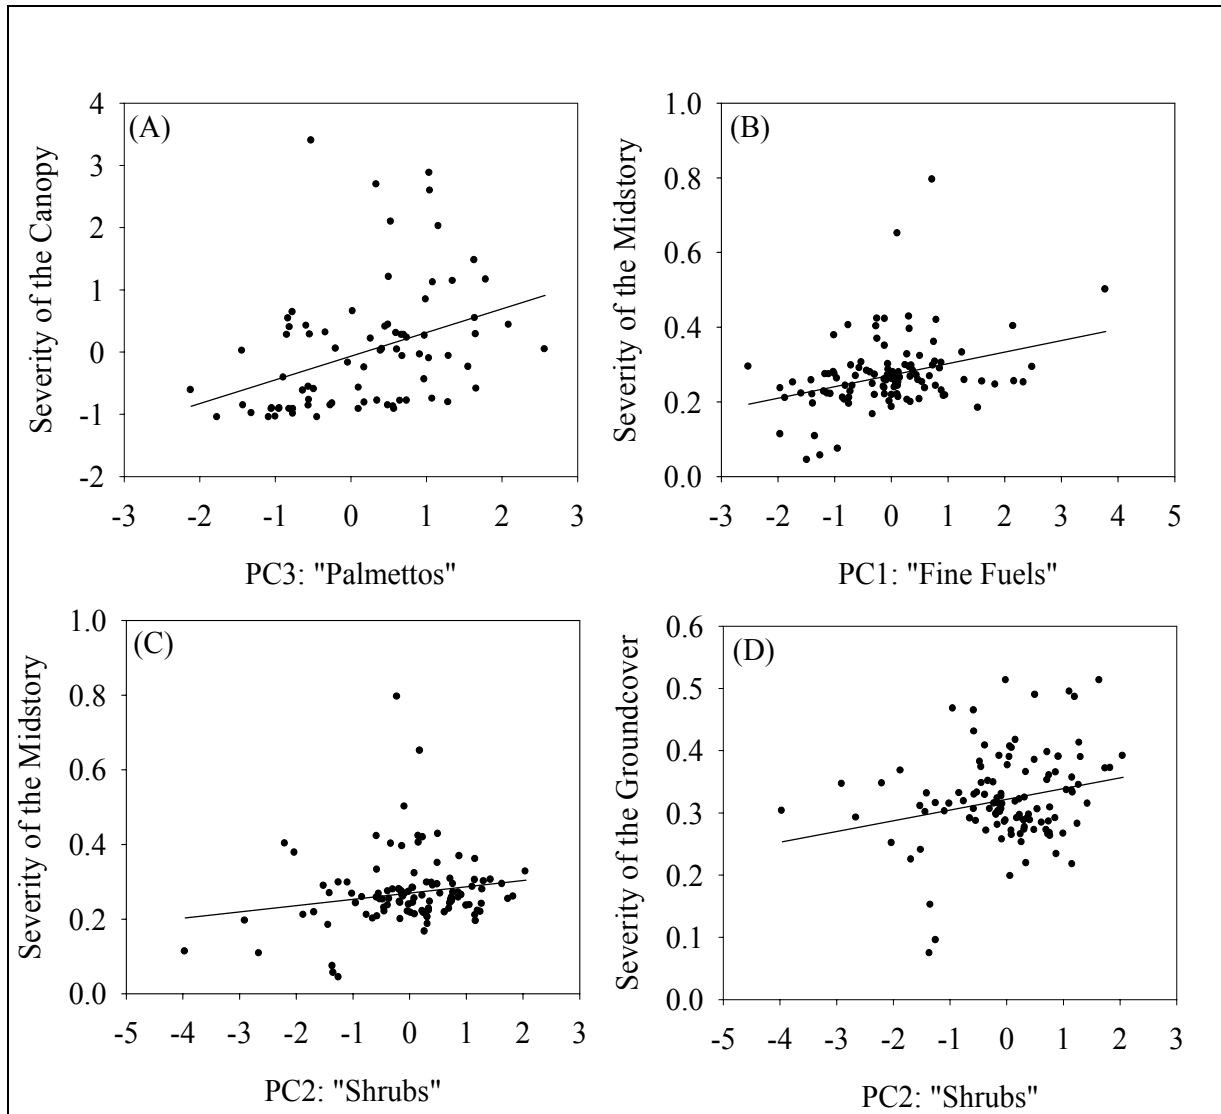 (A)
Severity of the Canopy
4
3
2
1
0
-1
-2
-3 -2 -1 0 1 2 3
PC3: "Palmettos"
(B)
Severity of the Midstory
1.0
0.8
0.6
0.4
0.2
0.0
-3 -2 -1 0 1 2 3 4 5
PC1: "Fine Fuels"
(C)
Severity of the Midstory
1.0
0.8
0.6
0.4
0.2
0.0
-5 -4 -3 -2 -1 0 1 2 3
PC2: "Shrubs"
(D)
Severity of the Groundcover
0.6
0.5
0.4
0.3
0.2
0.1
0.0
-5 -4 -3 -2 -1 0 1 2 3
PC2: "Shrubs"